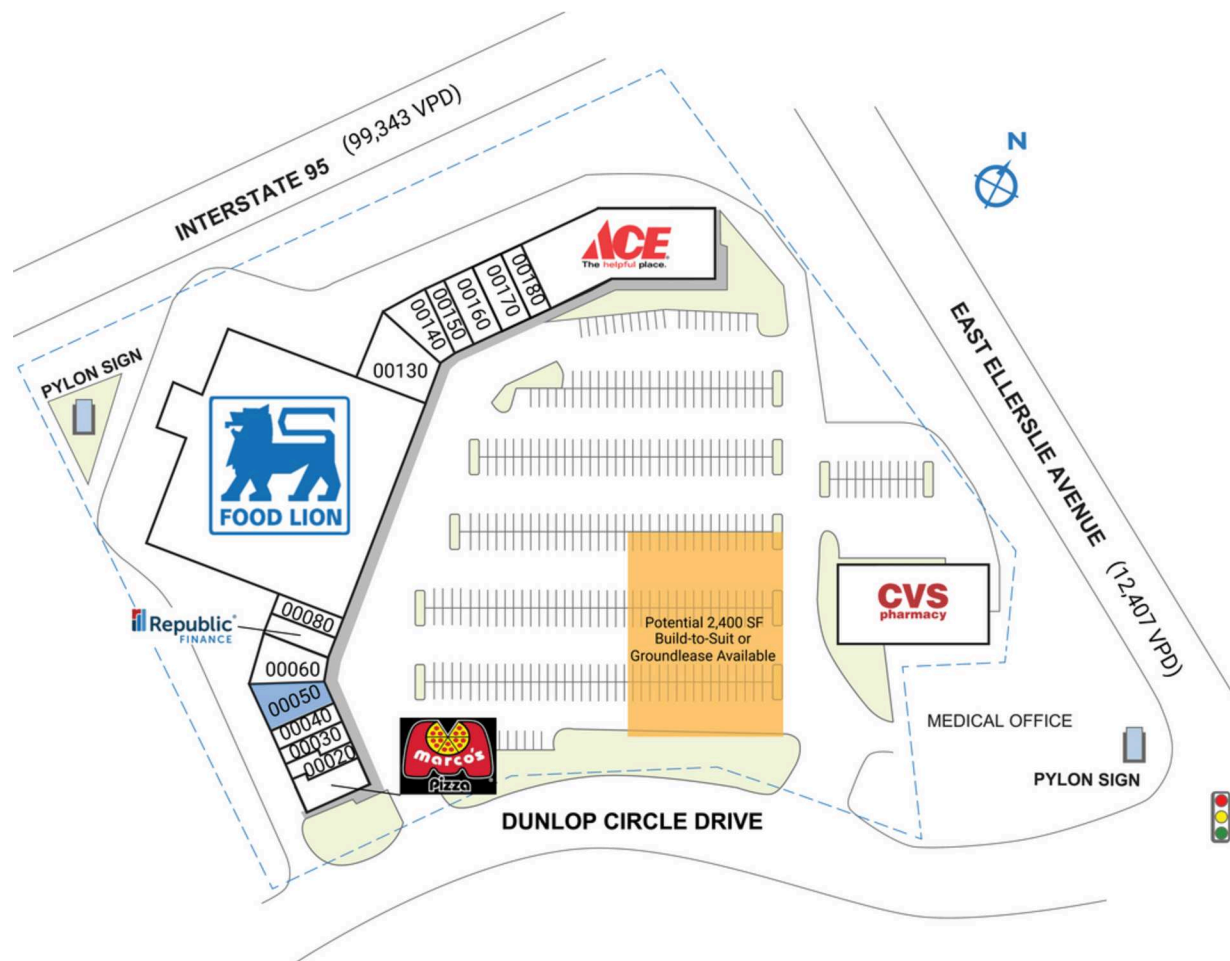 INTERSTATE 95 (99,343 VPD)
N
ACE
The helpful place.
00180
00170
00160
00150
00140
00130
PYLON SIGN
FOOD LION
EAST ELLERSLIE AVENUE (12,407 VPD)
CVS
pharmacy
Potential 2,400 SF
Build-to-Suit or
Groundlease Available
00080
Republic
FINANCE
00060
00050
00040
00030
00020
marco's
Pizza
MEDICAL OFFICE
PYLON SIGN
DUNLOP CIRCLE DRIVE